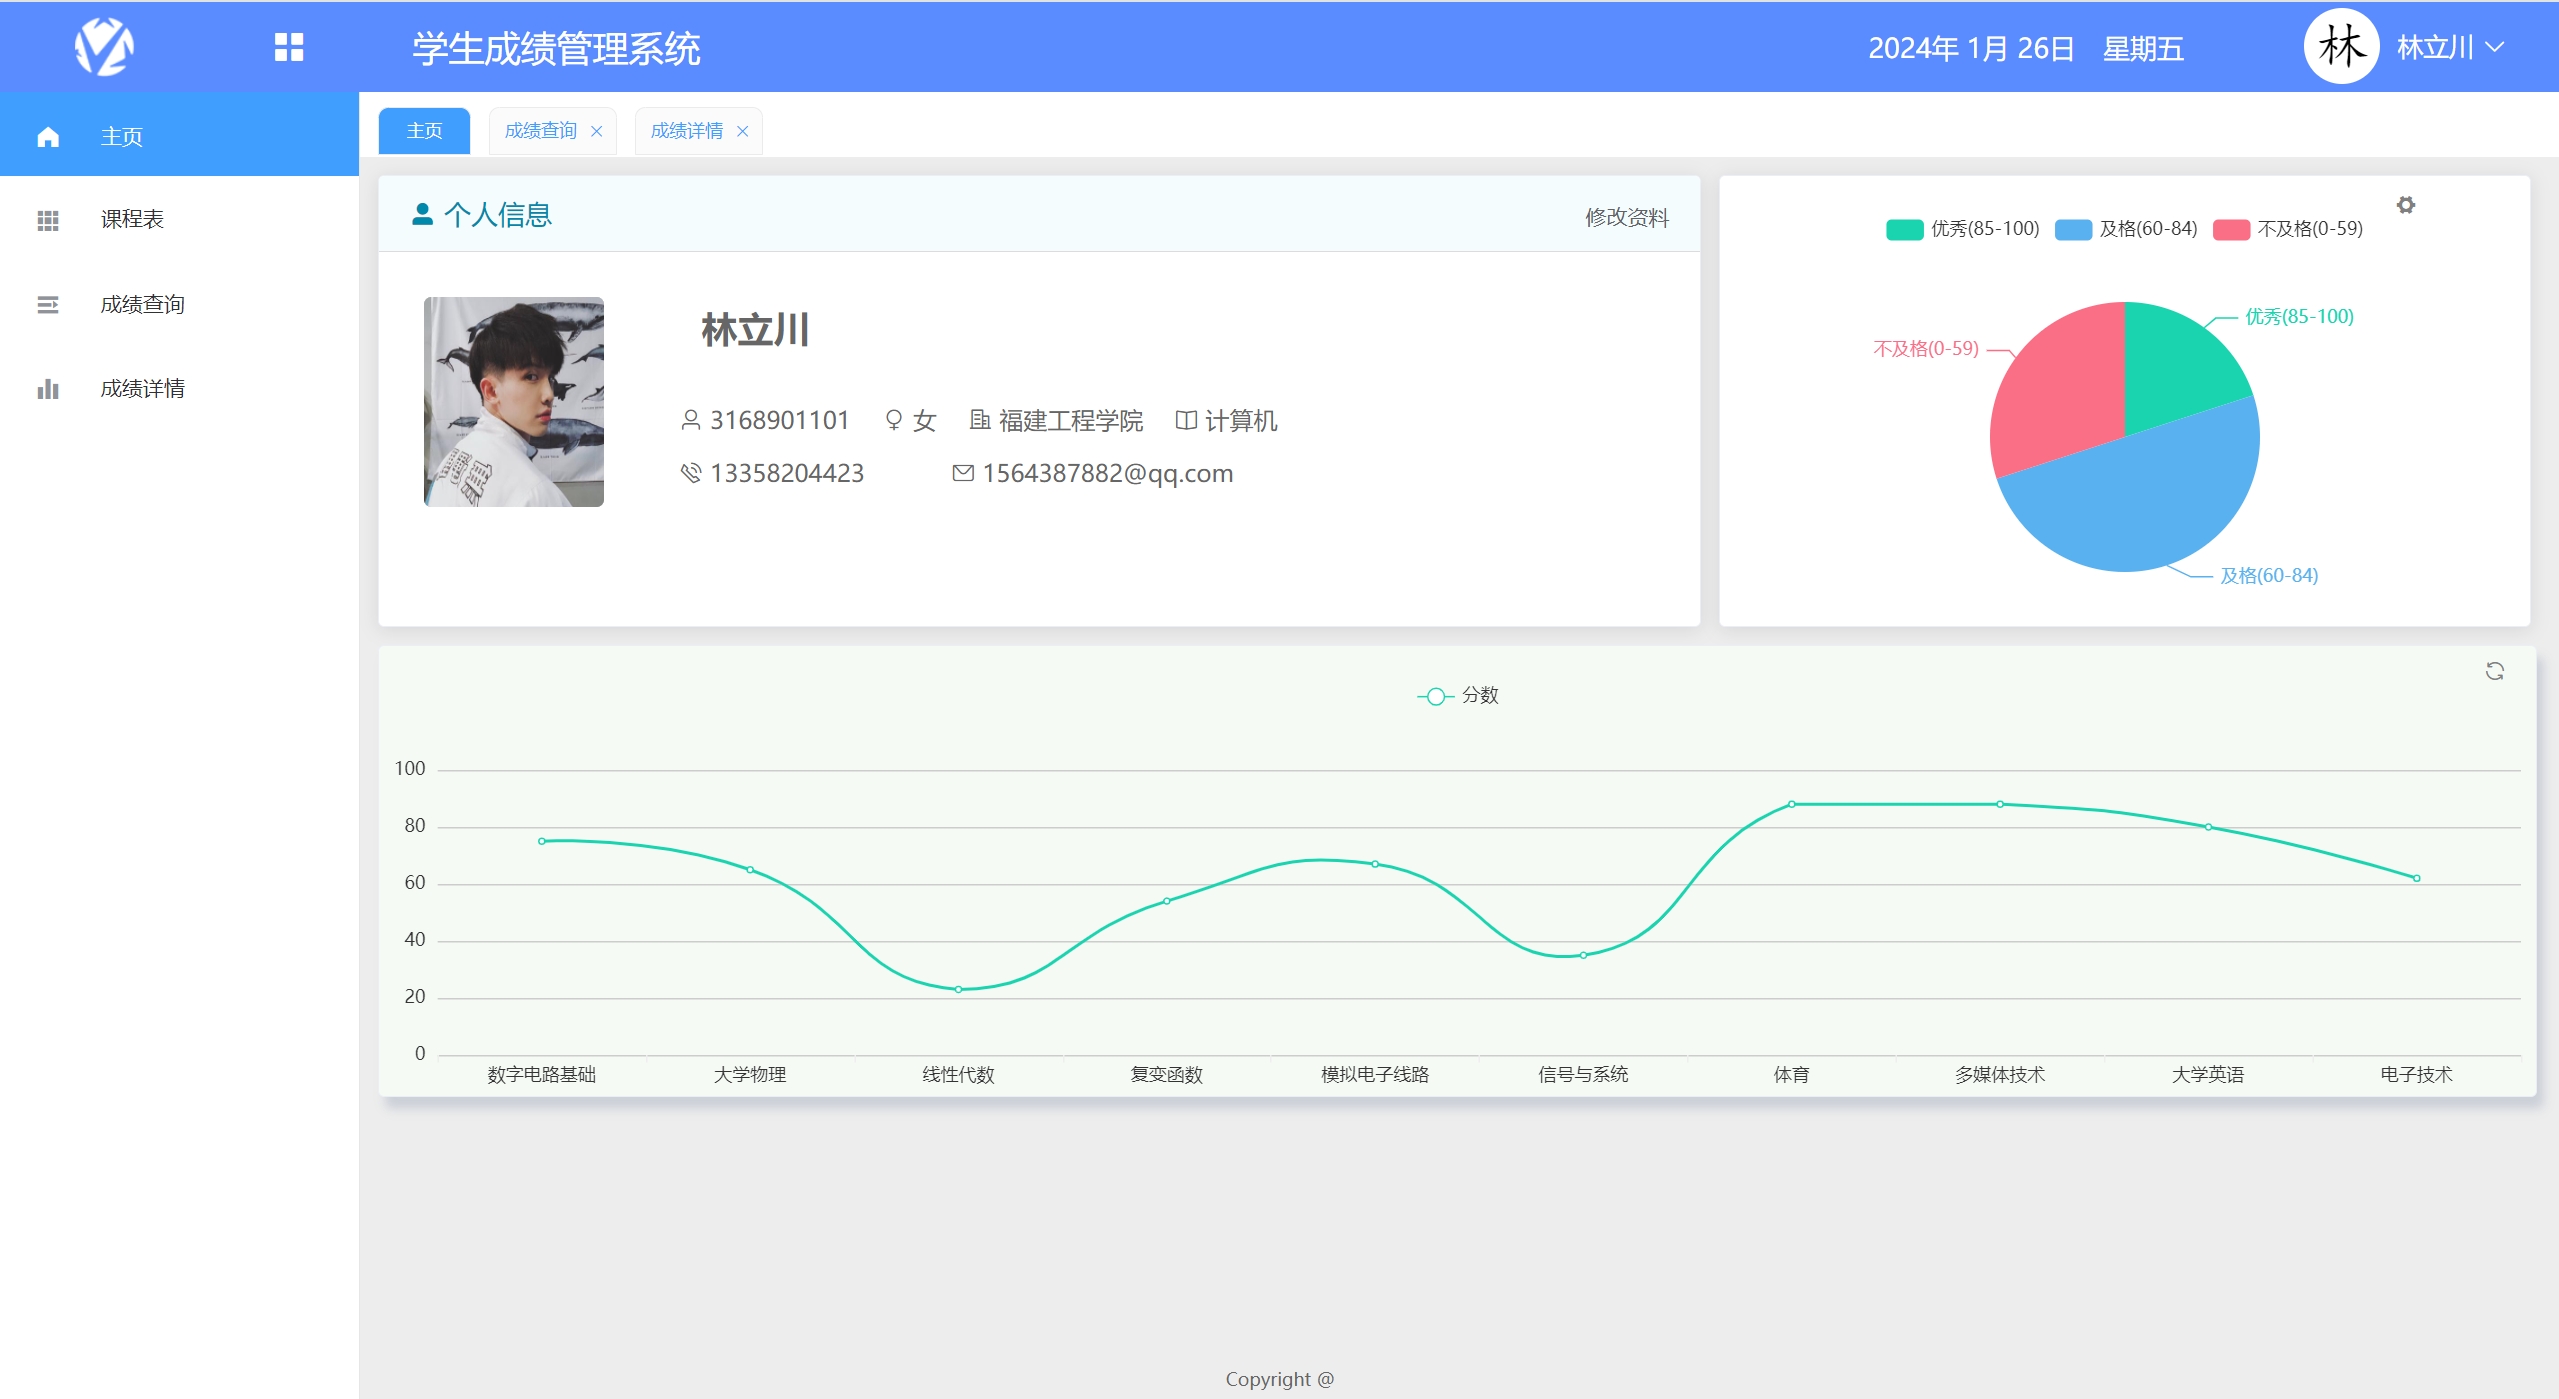 学生成绩管理系统
2024年 1月 26日 星期五
林
林立川
主页
课程表
成绩查询
成绩详情
主页
成绩查询
成绩详情
个人信息
修改资料
林立川
3168901101 女 福建工程学院 计算机
13358204423 1564387882@qq.com
优秀(85-100) 及格(60-84) 不及格(0-59)
优秀(85-100)
不及格(0-59)
及格(60-84)
分数
100
80
60
40
20
0
数字电路基础 大学物理 线性代数 复变函数 模拟电子线路 信号与系统 体育 多媒体技术 大学英语 电子技术
Copyright @